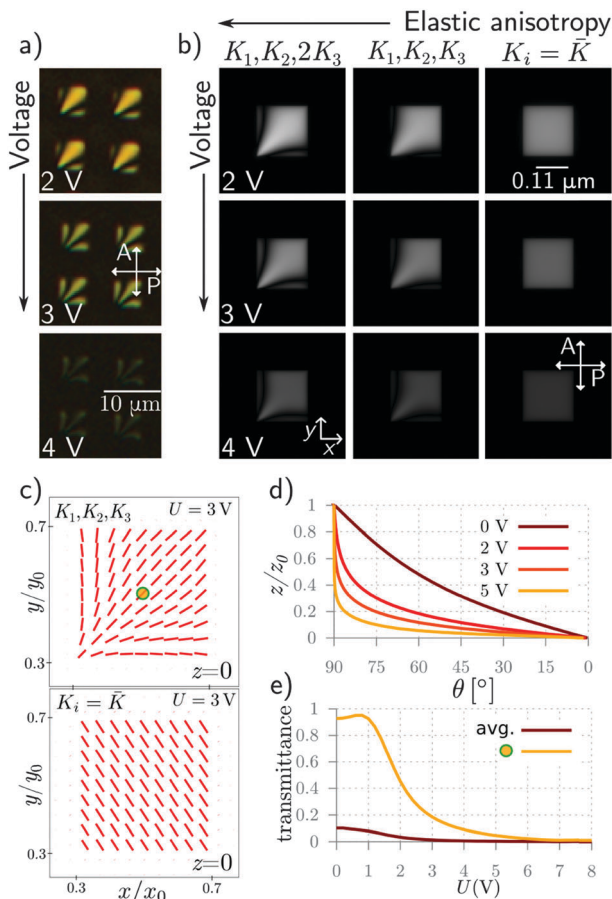 Elastic anisotropy
a)
b)
K₁,K₂,2K₃
K₁,K₂,K₃
Kᵢ = K̄
Voltage
Voltage
2 V
2 V
0.11 μm
A
P
3 V
3 V
10 μm
4 V
4 V
y
x
A
P
c)
K₁,K₂,K₃
U = 3 V
0.7
y/y₀
0.3
z=0
Kᵢ = K̄
U = 3 V
0.7
y/y₀
0.3
z=0
0.3
x/x₀
0.7
d)
1
0.8
0.6
0.4
0.2
0
z/z₀
0 V
2 V
3 V
5 V
90
75
60
45
30
15
0
θ [°]
e)
transmittance
1
0.8
0.6
0.4
0.2
0
avg.
0
1
2
3
4
5
6
7
8
U(V)